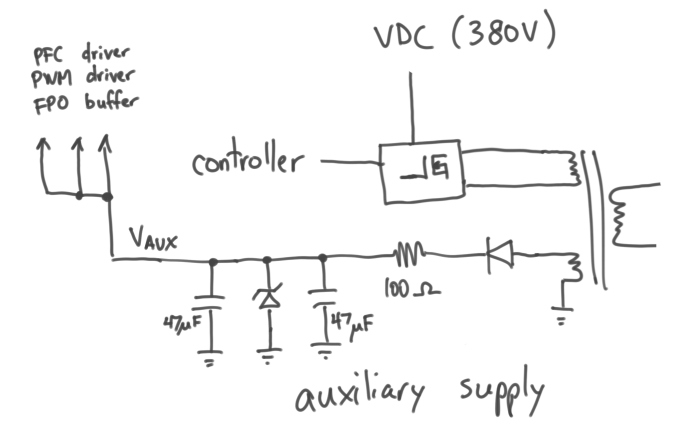 VDC (380V)
PFC driver
PWM driver
FPO buffer
controller
VAUX
100 Ω
47μF
47μF
auxiliary supply